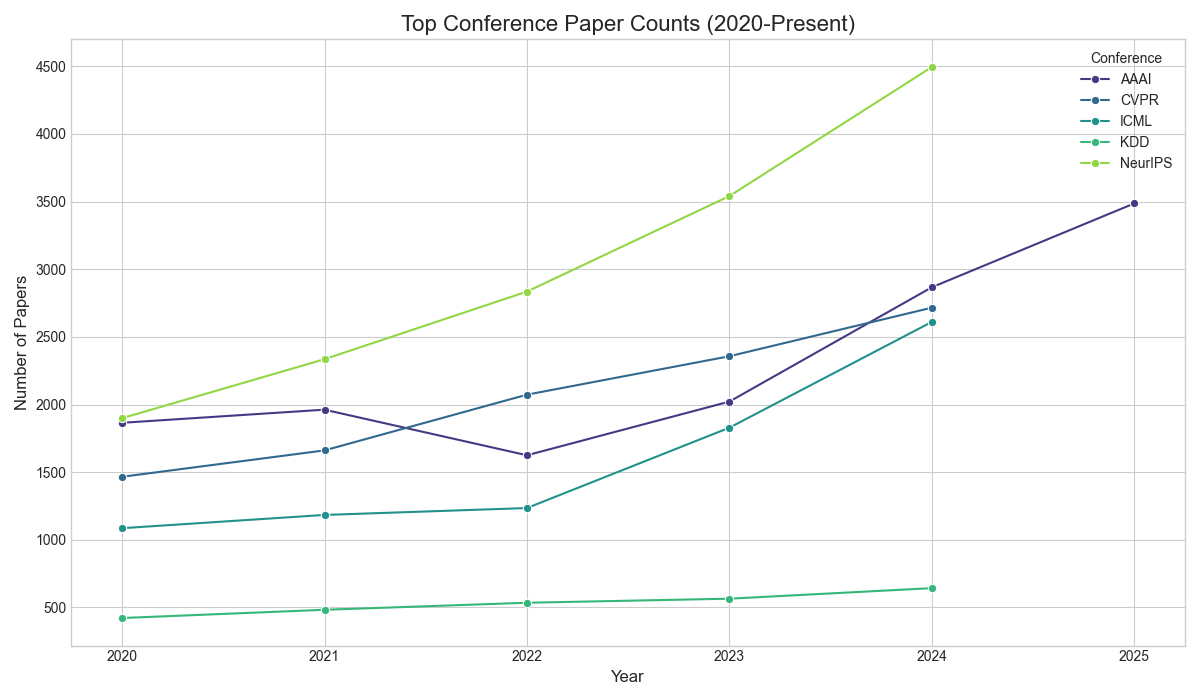 Top Conference Paper Counts (2020-Present)
Conference
AAAI
CVPR
ICML
KDD
NeurIPS
Number of Papers
4500
4000
3500
3000
2500
2000
1500
1000
500
2020 2021 2022 2023 2024 2025
Year